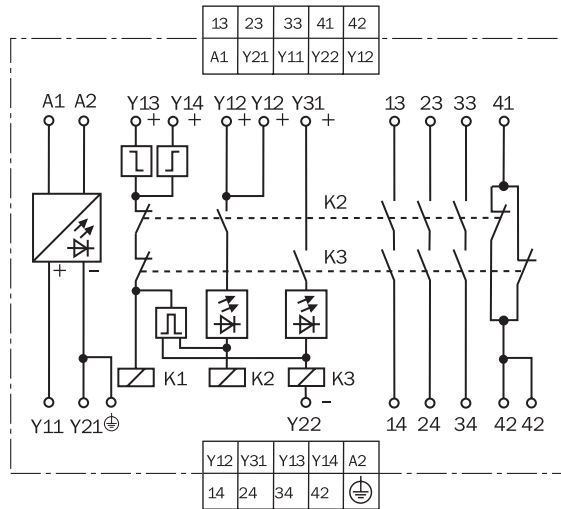 13 23 33 41 42
A1 Y21 Y11 Y22 Y12
A1 A2 Y13 Y14 Y12 Y12 Y31 13 23 33 41
+ + + + +
K2
K3
+ −
K1 K2 K3
Y11 Y21 Y22 − 14 24 34 42 42
Y12 Y31 Y13 Y14 A2
14 24 34 42